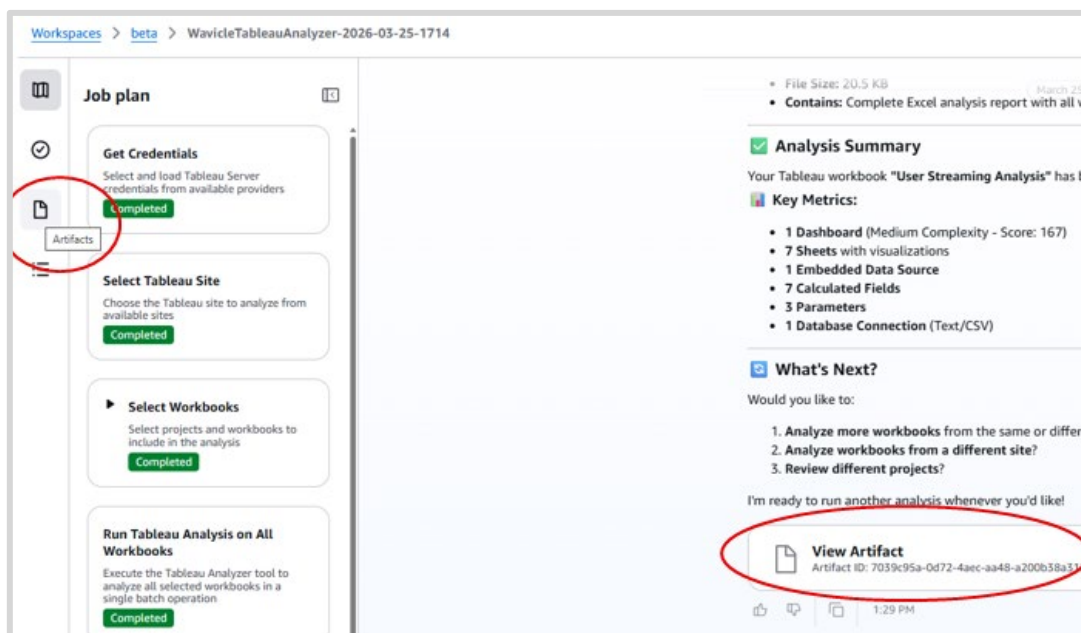 Workspaces > beta > WavicleTableauAnalyzer-2026-03-25-1714
Job plan
Get Credentials
Select and load Tableau Server
credentials from available providers
Completed
Artifacts
Select Tableau Site
Choose the Tableau site to analyze from
available sites
Completed
Select Workbooks
Select projects and workbooks to
include in the analysis
Completed
Run Tableau Analysis on All
Workbooks
Execute the Tableau Analyzer tool to
analyze all selected workbooks in a
single batch operation
Completed
• File Size: 20.5 KB
March 25
• Contains: Complete Excel analysis report with all
Analysis Summary
Your Tableau workbook "User Streaming Analysis" has
Key Metrics:
• 1 Dashboard (Medium Complexity - Score: 167)
• 7 Sheets with visualizations
• 1 Embedded Data Source
• 7 Calculated Fields
• 3 Parameters
• 1 Database Connection (Text/CSV)
What's Next?
Would you like to:
1. Analyze more workbooks from the same or
2. Analyze workbooks from a different site?
3. Review different projects?
I'm ready to run another analysis whenever you'd like!
View Artifact
Artifact ID: 7039c95a-0d72-4aec-aa48-a200b38a31
1:29 PM